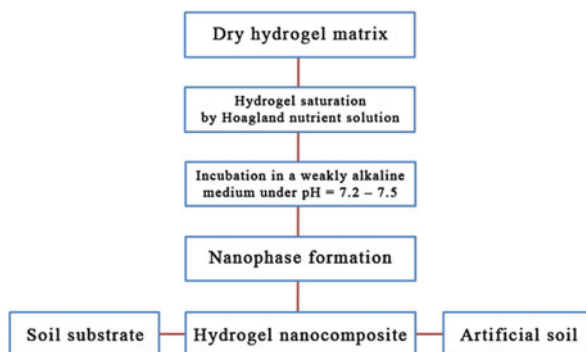 Dry hydrogel matrix
Hydrogel saturation
by Hoagland nutrient solution
Incubation in a weakly alkaline
medium under pH = 7.2 – 7.5
Nanophase formation
Soil substrate
Hydrogel nanocomposite
Artificial soil